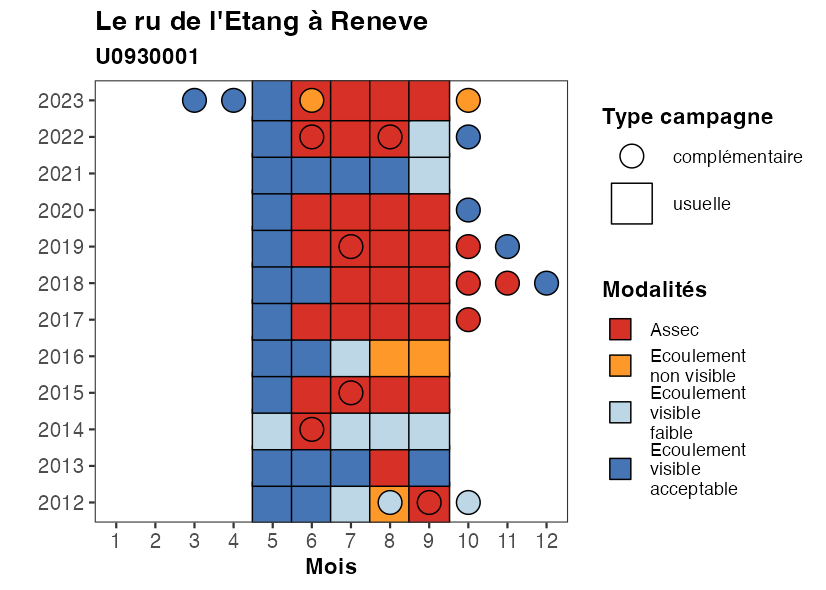 Le ru de l'Etang à Reneve
U0930001
2023
2022
2021
2020
2019
2018
2017
2016
2015
2014
2013
2012
1 2 3 4 5 6 7 8 9 10 11 12
Mois
Type campagne
complémentaire
usuelle
Modalités
Assec
Ecoulement
non visible
Ecoulement
visible
faible
Ecoulement
visible
acceptable